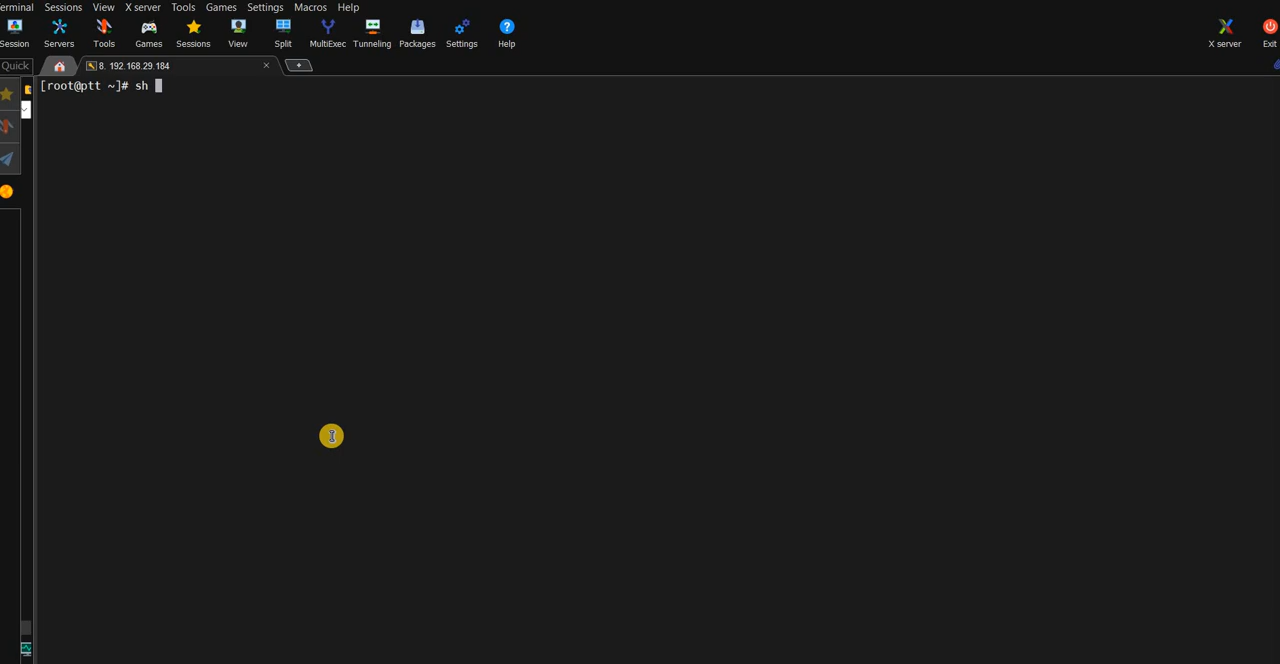 erminal Sessions View X server Tools Games Settings Macros Help
Session Servers Tools Games Sessions View Split MultiExec Tunneling Packages Settings Help X server Exit
Quick 8. 192.168.29.184
[root@ptt ~]# sh